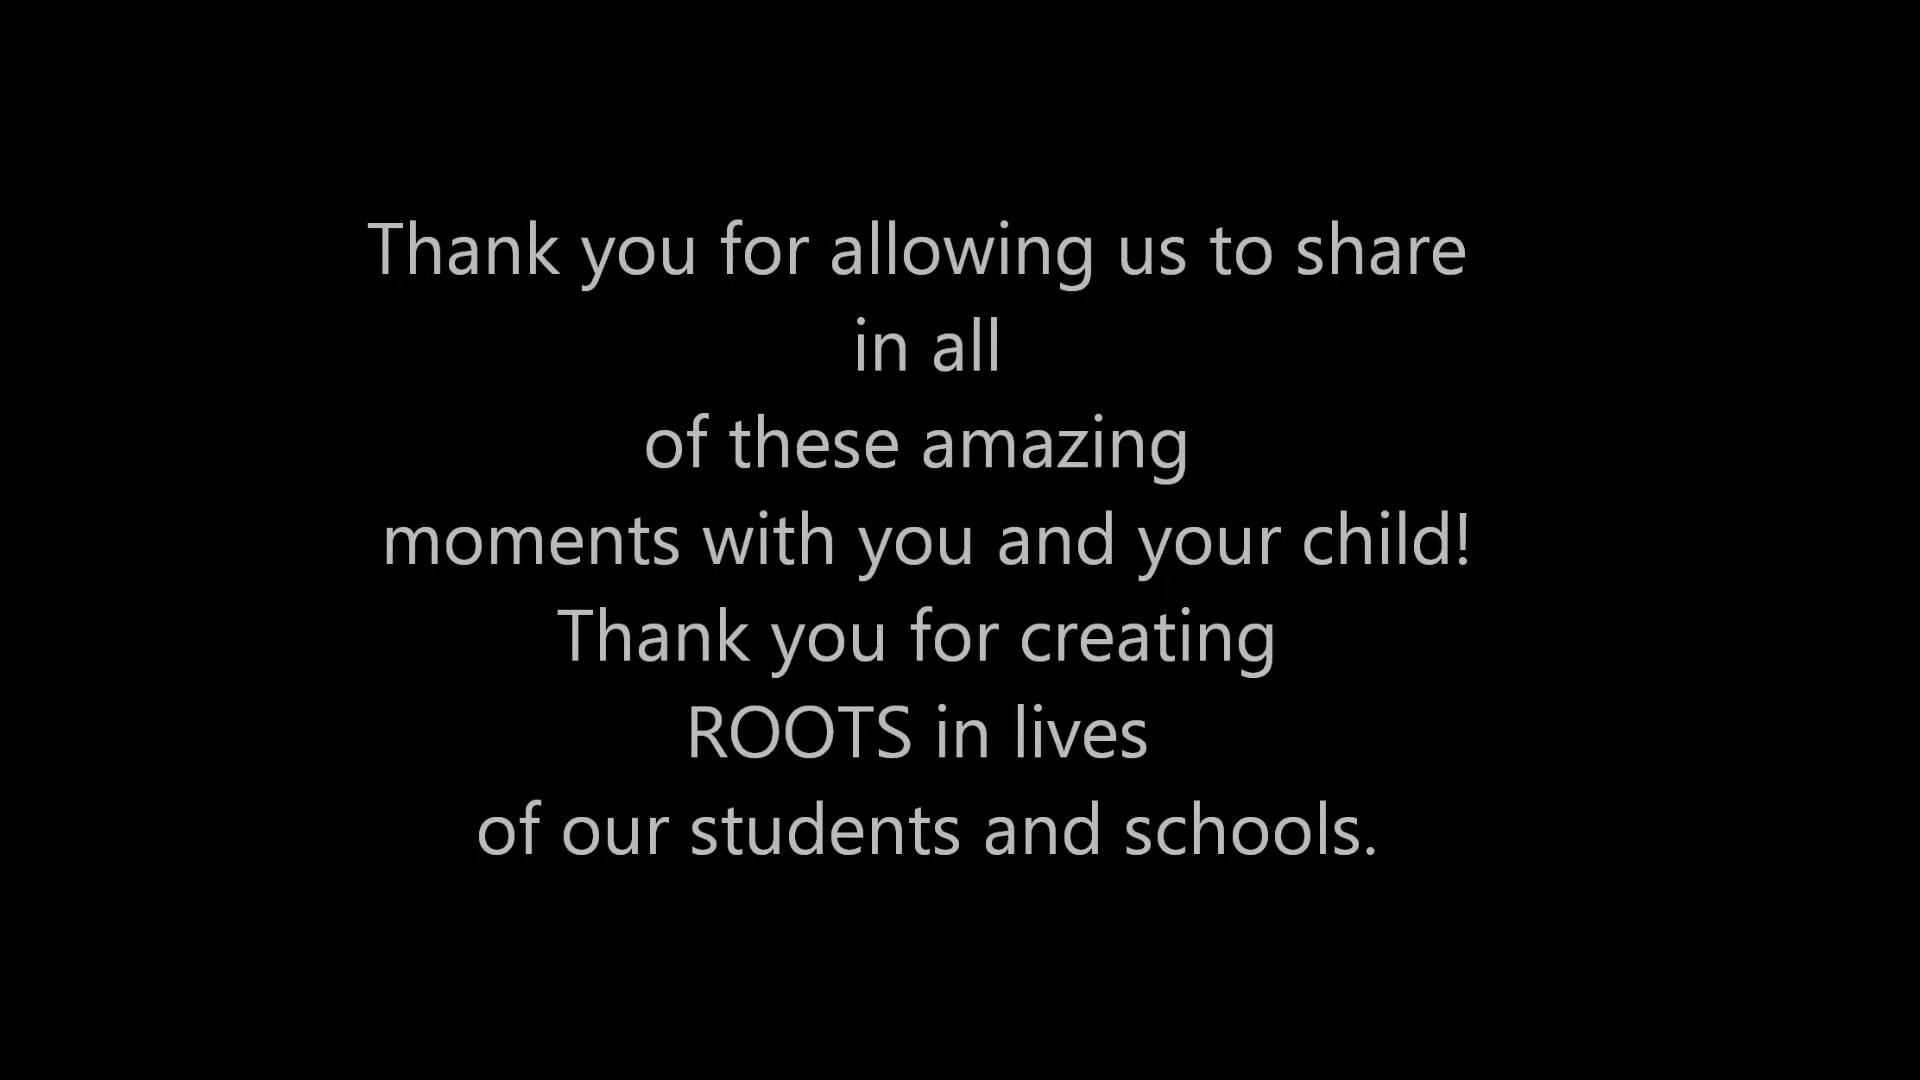 Thank you for allowing us to share
in all
of these amazing
moments with you and your child!
Thank you for creating
ROOTS in lives
of our students and schools.